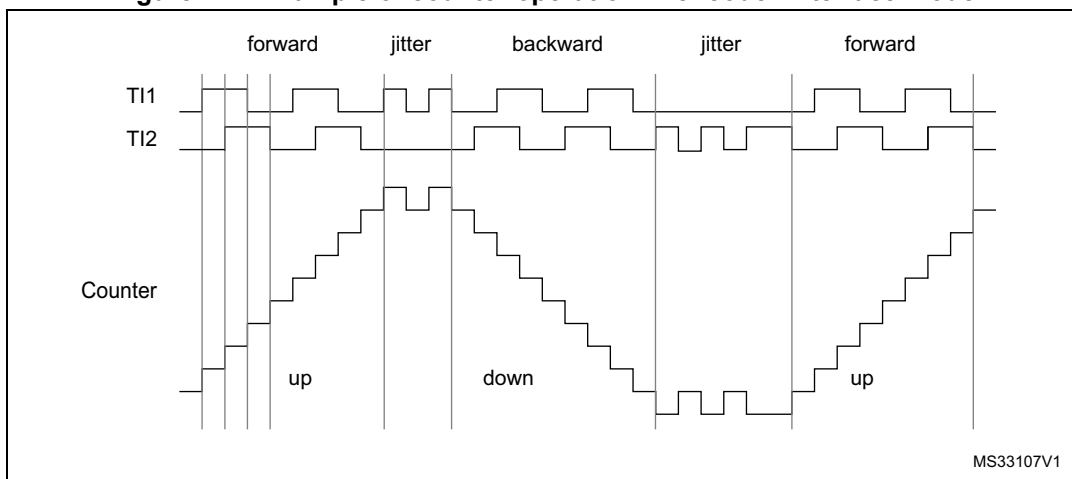 forward jitter backward jitter forward
TI1
TI2
Counter
up down up
MS33107V1